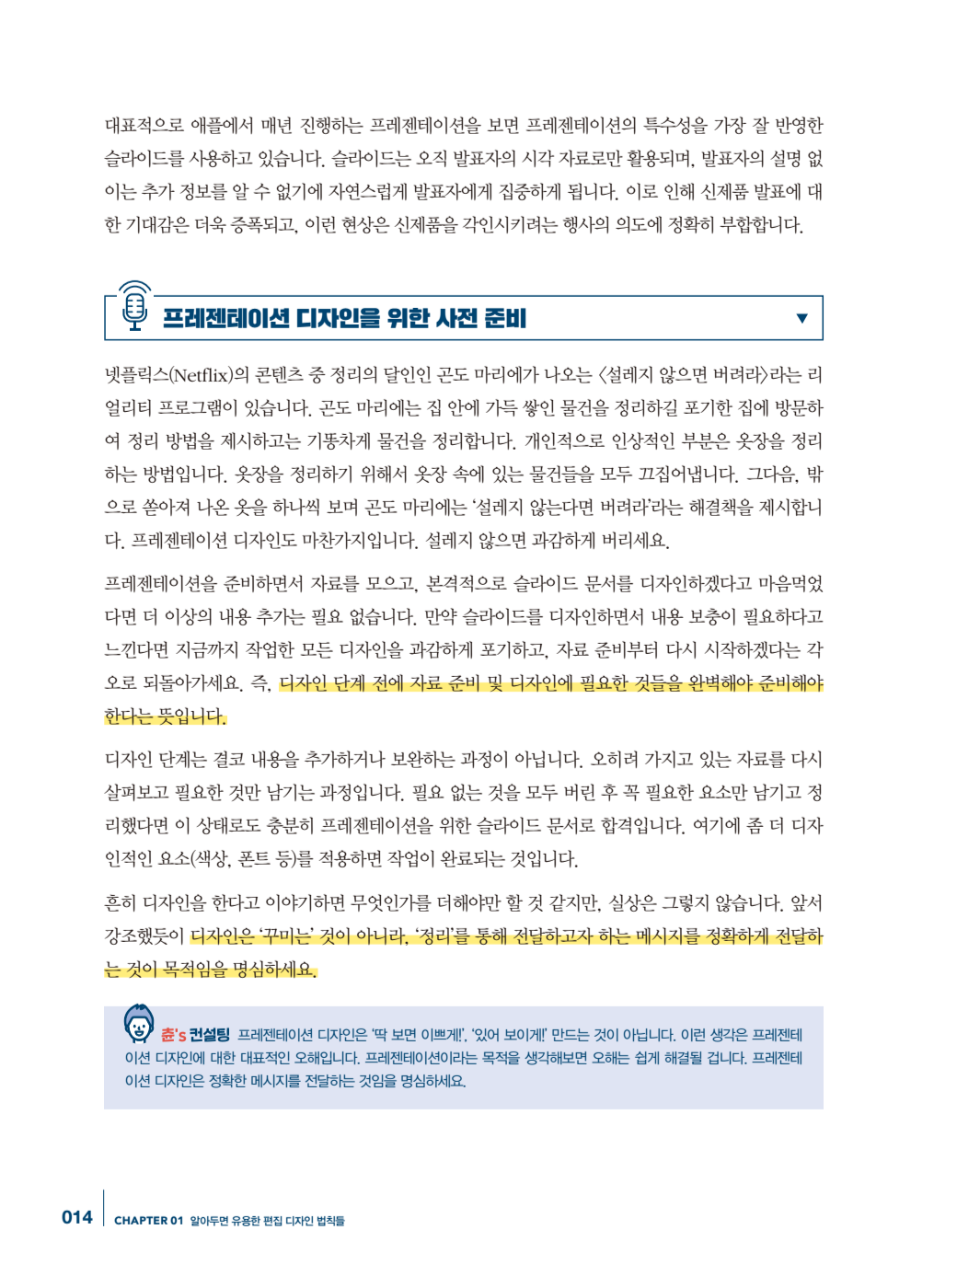 대표적으로 애플에서 매년 진행하는 프레젠테이션을 보면 프레젠테이션의 특수성을 가장 잘 반영한
슬라이드를 사용하고 있습니다. 슬라이드는 오직 발표자의 시각 자료로만 활용되며, 발표자의 설명 없
이는 추가 정보를 알 수 없기에 자연스럽게 발표자에게 집중하게 됩니다. 이로 인해 신제품 발표에 대
한 기대감은 더욱 증폭되고, 이런 현상은 신제품을 각인시키려는 행사의 의도에 정확히 부합합니다.
프레젠테이션 디자인을 위한 사전 준비
넷플릭스(Netflix)의 콘텐츠 중 정리의 달인인 곤도 마리에가 나오는 〈설레지 않으면 버려라〉라는 리
얼리티 프로그램이 있습니다. 곤도 마리에는 집 안에 가득 쌓인 물건을 정리하길 포기한 집에 방문하
여 정리 방법을 제시하고는 기똥차게 물건을 정리합니다. 개인적으로 인상적인 부분은 옷장을 정리
하는 방법입니다. 옷장을 정리하기 위해서 옷장 속에 있는 물건들을 모두 끄집어냅니다. 그다음, 밖
으로 쏟아져 나온 옷을 하나씩 보며 곤도 마리에는 ‘설레지 않는다면 버려라’라는 해결책을 제시합니
다. 프레젠테이션 디자인도 마찬가지입니다. 설레지 않으면 과감하게 버리세요.
프레젠테이션을 준비하면서 자료를 모으고, 본격적으로 슬라이드 문서를 디자인하겠다고 마음먹었
다면 더 이상의 내용 추가는 필요 없습니다. 만약 슬라이드를 디자인하면서 내용 보충이 필요하다고
느낀다면 지금까지 작업한 모든 디자인을 과감하게 포기하고, 자료 준비부터 다시 시작하겠다는 각
오로 되돌아가세요. 즉, 디자인 단계 전에 자료 준비 및 디자인에 필요한 것들을 완벽해야 준비해야
한다는 뜻입니다.
디자인 단계는 결코 내용을 추가하거나 보완하는 과정이 아닙니다. 오히려 가지고 있는 자료를 다시
살펴보고 필요한 것만 남기는 과정입니다. 필요 없는 것을 모두 버린 후 꼭 필요한 요소만 남기고 정
리했다면 이 상태로도 충분히 프레젠테이션을 위한 슬라이드 문서로 합격입니다. 여기에 좀 더 디자
인적인 요소(색상, 폰트 등)를 적용하면 작업이 완료되는 것입니다.
흔히 디자인을 한다고 이야기하면 무엇인가를 더해야만 할 것 같지만, 실상은 그렇지 않습니다. 앞서
강조했듯이 디자인은 ‘꾸미는’ 것이 아니라, ‘정리’를 통해 전달하고자 하는 메시지를 정확하게 전달하
는 것이 목적임을 명심하세요.
춘's 컨설팅 프레젠테이션 디자인은 ‘딱 보면 이쁘게!’, ‘있어 보이게!’ 만드는 것이 아닙니다. 이런 생각은 프레젠테
이션 디자인에 대한 대표적인 오해입니다. 프레젠테이션이라는 목적을 생각해보면 오해는 쉽게 해결될 겁니다. 프레젠테
이션 디자인은 정확한 메시지를 전달하는 것임을 명심하세요.
014 CHAPTER 01 알아두면 유용한 편집 디자인 법칙들